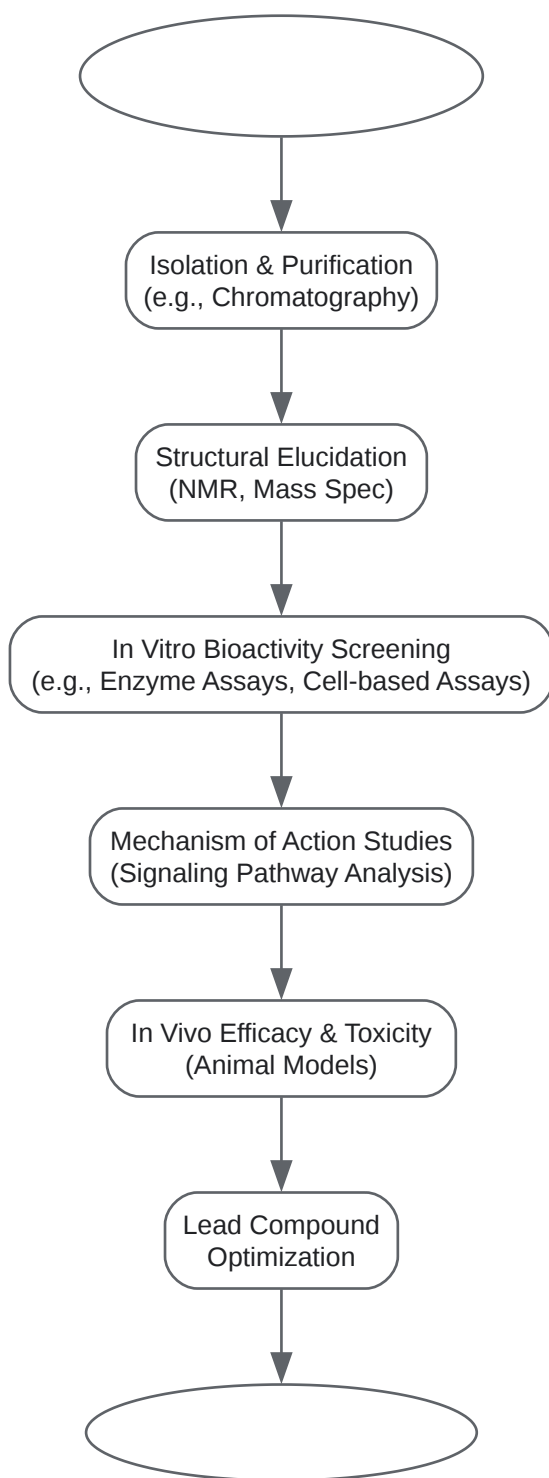 Isolation & Purification
(e.g., Chromatography)
Structural Elucidation
(NMR, Mass Spec)
In Vitro Bioactivity Screening
(e.g., Enzyme Assays, Cell-based Assays)
Mechanism of Action Studies
(Signaling Pathway Analysis)
In Vivo Efficacy & Toxicity
(Animal Models)
Lead Compound
Optimization